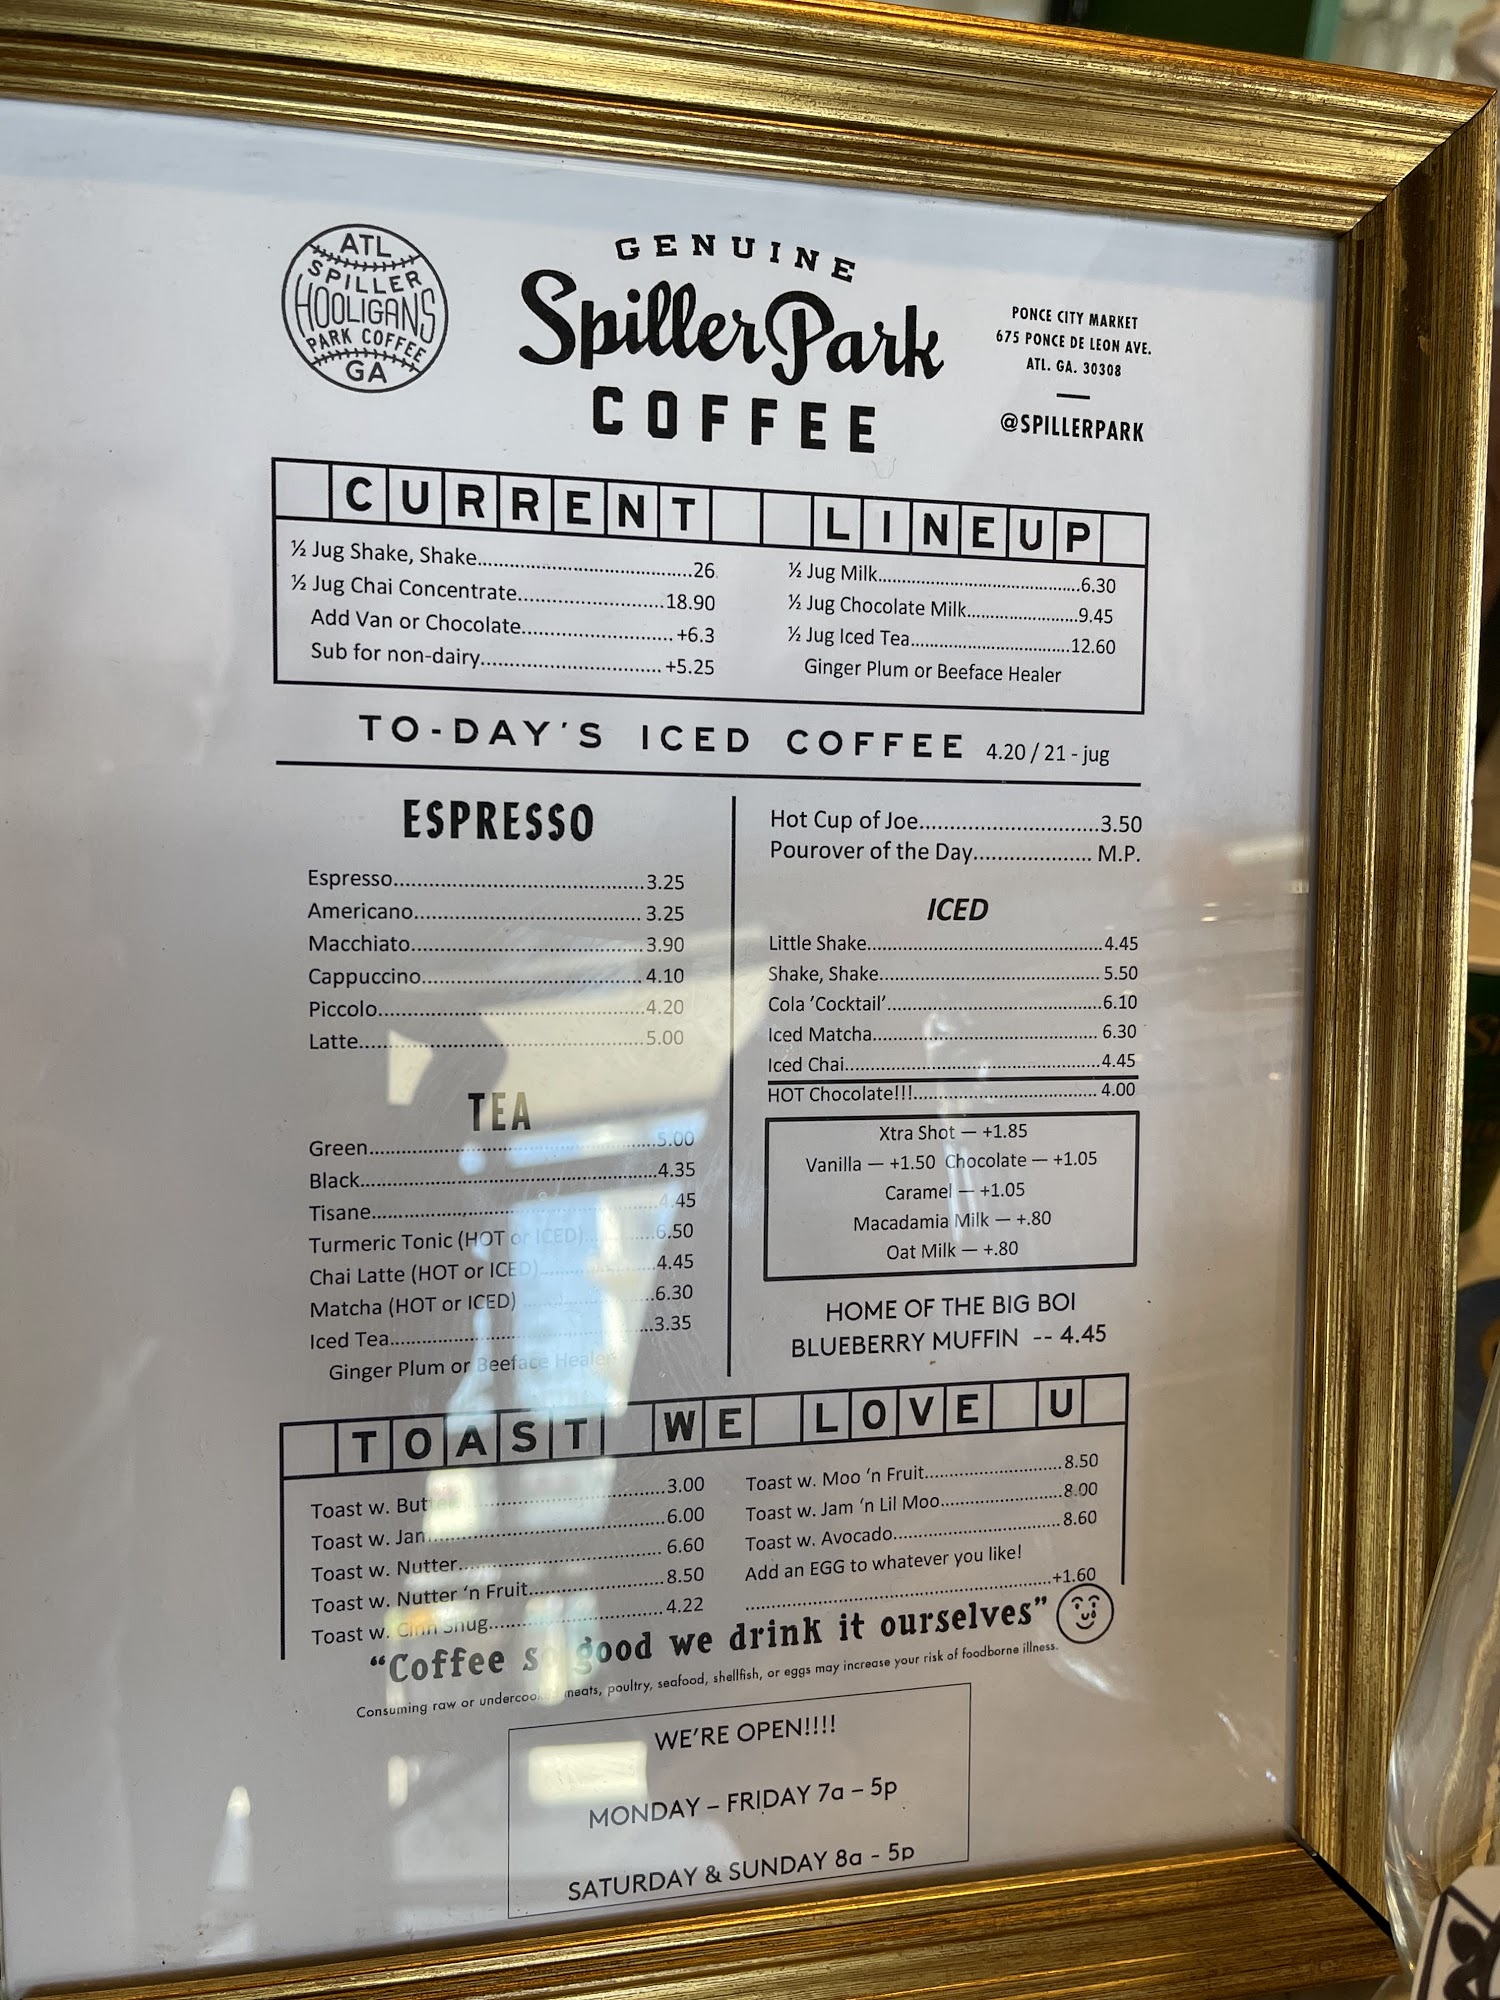 ATL
SPILLER
HOOLIGANS
PARK COFFEE
GA
GENUINE
Spiller Park
COFFEE
PONCE CITY MARKET
675 PONCE DE LEON AVE.
ATL. GA. 30308
@SPILLERPARK
CURRENT LINEUP
½ Jug Shake, Shake...26
½ Jug Chai Concentrate...18.90
Add Van or Chocolate...+6.3
Sub for non-dairy...+5.25
½ Jug Milk...6.30
½ Jug Chocolate Milk...9.45
½ Jug Iced Tea...12.60
Ginger Plum or Beeface Healer
TO-DAY'S ICED COFFEE 4.20 / 21 - jug
ESPRESSO
Espresso...3.25
Americano...3.25
Macchiato...3.90
Cappuccino...4.10
Piccolo...4.20
Latte...5.00
TEA
Green...5.00
Black...4.35
Tisane...4.45
Turmeric Tonic (HOT or ICED)...6.50
Chai Latte (HOT or ICED)...4.45
Matcha (HOT or ICED)...6.30
Iced Tea...3.35
Ginger Plum or Beeface Healer
Hot Cup of Joe...3.50
Pourover of the Day...M.P.
ICED
Little Shake...4.45
Shake, Shake...5.50
Cola 'Cocktail'...6.10
Iced Matcha...6.30
Iced Chai...4.45
HOT Chocolate!!!...4.00
Xtra Shot — +1.85
Vanilla — +1.50 Chocolate — +1.05
Caramel — +1.05
Macadamia Milk — +.80
Oat Milk — +.80
HOME OF THE BIG BOI
BLUEBERRY MUFFIN -- 4.45
TOAST WE LOVE U
Toast w. Butter...3.00
Toast w. Jam...6.00
Toast w. Nutter...6.60
Toast w. Nutter 'n Fruit...8.50
Toast w. Cinn Snug...4.22
Toast w. Moo 'n Fruit...8.50
Toast w. Jam 'n Lil Moo...8.00
Toast w. Avocado...8.60
Add an EGG to whatever you like!
...+1.60
"Coffee so good we drink it ourselves"
Consuming raw or undercooked meats, poultry, seafood, shellfish, or eggs may increase your risk of foodborne illness.
WE'RE OPEN!!!!
MONDAY – FRIDAY 7a – 5p
SATURDAY & SUNDAY 8a - 5p